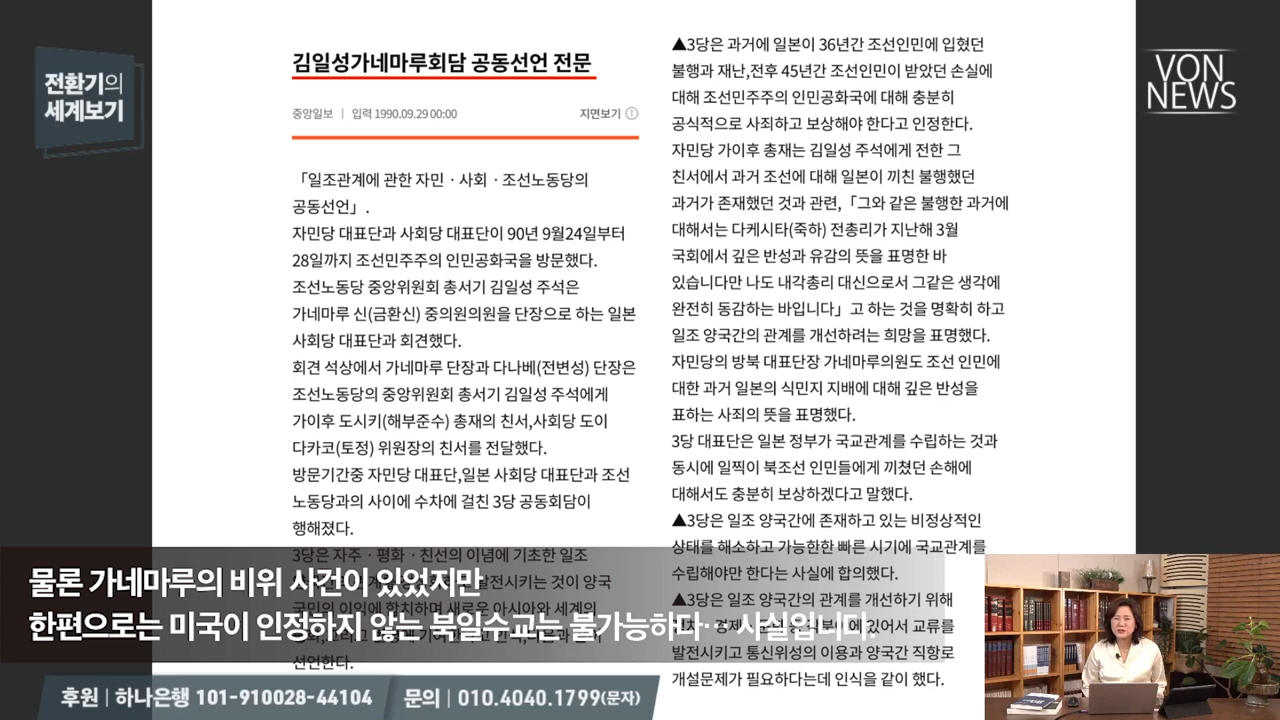 전환기의
세계보기
김일성가네마루회담 공동선언 전문
중앙일보 | 입력 1990.09.29 00:00
지면보기
「일조관계에 관한 자민 · 사회 · 조선노동당의
공동선언」.
자민당 대표단과 사회당 대표단이 90년 9월24일부터
28일까지 조선민주주의 인민공화국을 방문했다.
조선노동당 중앙위원회 총서기 김일성 주석은
가네마루 신(금환신) 중의원의원을 단장으로 하는 일본
사회당 대표단과 회견했다.
회견 석상에서 가네마루 단장과 다나베(전변성) 단장은
조선노동당의 중앙위원회 총서기 김일성 주석에게
가이후 도시키(해부준수) 총재의 친서,사회당 도이
다카코(토정) 위원장의 친서를 전달했다.
방문기간중 자민당 대표단,일본 사회당 대표단과 조선
노동당과의 사이에 수차에 걸친 3당 공동회담이
행해졌다.
3당은 자주 · 평화 · 친선의 이념에 기초한 일조
발전시키는 것이 양국
국민의 이익에 합치하며 새로운 아시아와 세계의
선언한다.
▲3당은 과거에 일본이 36년간 조선인민에 입혔던
불행과 재난,전후 45년간 조선인민이 받았던 손실에
대해 조선민주주의 인민공화국에 대해 충분히
공식적으로 사죄하고 보상해야 한다고 인정한다.
자민당 가이후 총재는 김일성 주석에게 전한 그
친서에서 과거 조선에 대해 일본이 끼친 불행했던
과거가 존재했던 것과 관련,「그와 같은 불행한 과거에
대해서는 다케시타(죽하) 전총리가 지난해 3월
국회에서 깊은 반성과 유감의 뜻을 표명한 바
있습니다만 나도 내각총리 대신으로서 그같은 생각에
완전히 동감하는 바입니다」고 하는 것을 명확히 하고
일조 양국간의 관계를 개선하려는 희망을 표명했다.
자민당의 방북 대표단장 가네마루의원도 조선 인민에
대한 과거 일본의 식민지 지배에 대해 깊은 반성을
표하는 사죄의 뜻을 표명했다.
3당 대표단은 일본 정부가 국교관계를 수립하는 것과
동시에 일찍이 북조선 인민들에게 끼쳤던 손해에
대해서도 충분히 보상하겠다고 말했다.
▲3당은 일조 양국간에 존재하고 있는 비정상적인
상태를 해소하고 가능한한 빠른 시기에 국교관계를
수립해야만 한다는 사실에 합의했다.
▲3당은 일조 양국간의 관계를 개선하기 위해
있어서 교류를
발전시키고 통신위성의 이용과 양국간 직항로
개설문제가 필요하다는데 인식을 같이 했다.
VON
NEWS
물론 가네마루의 비위 사건이 있었지만
한편으로는 미국이 인정하지 않는 북일수교는 불가능하다… 사실입니다.
후원 | 하나은행 101-910028-44104
문의 | 010.4040.1799(문자)